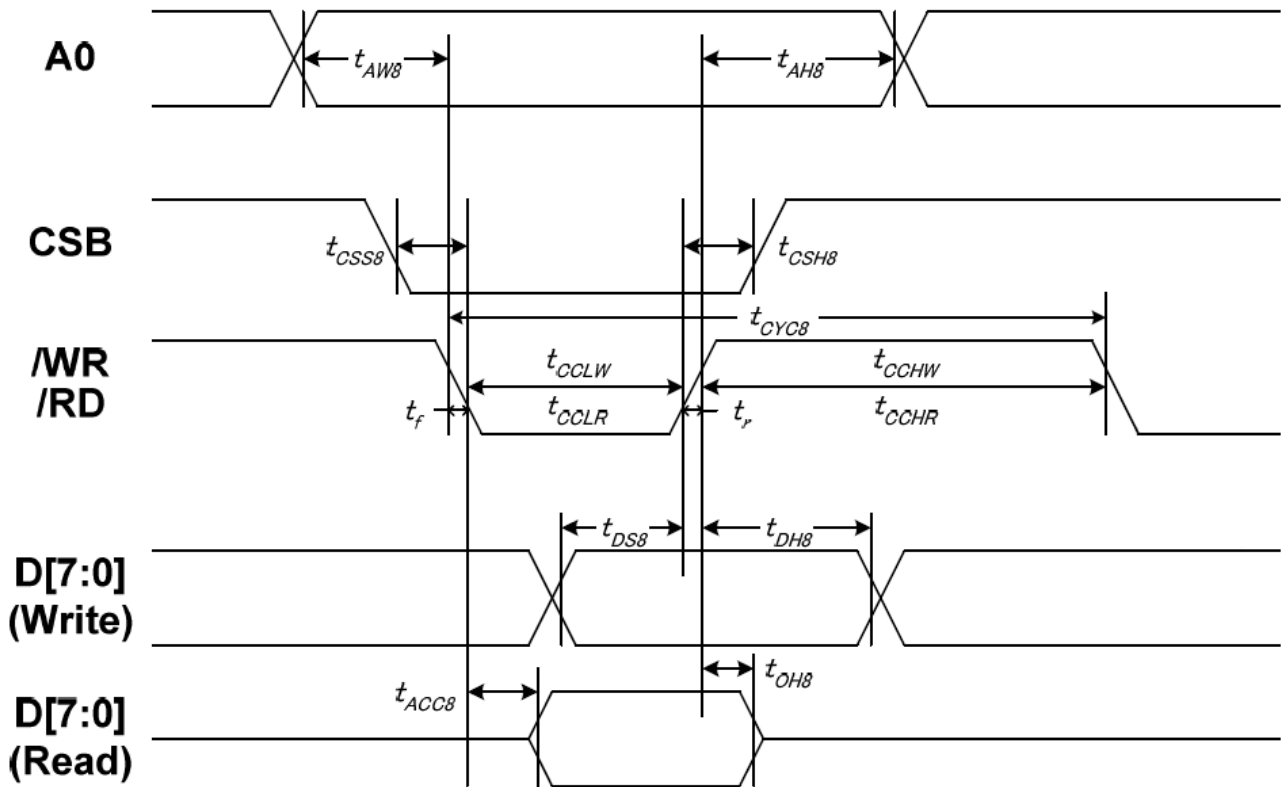 A0
tAW8
tAH8
CSB
tCSS8
tCSH8
tCYC8
/WR
/RD
tCCLW
tCCHW
tf
tCCLR
tr
tCCHR
D[7:0]
(Write)
tDS8
tDH8
D[7:0]
(Read)
tACC8
tOH8